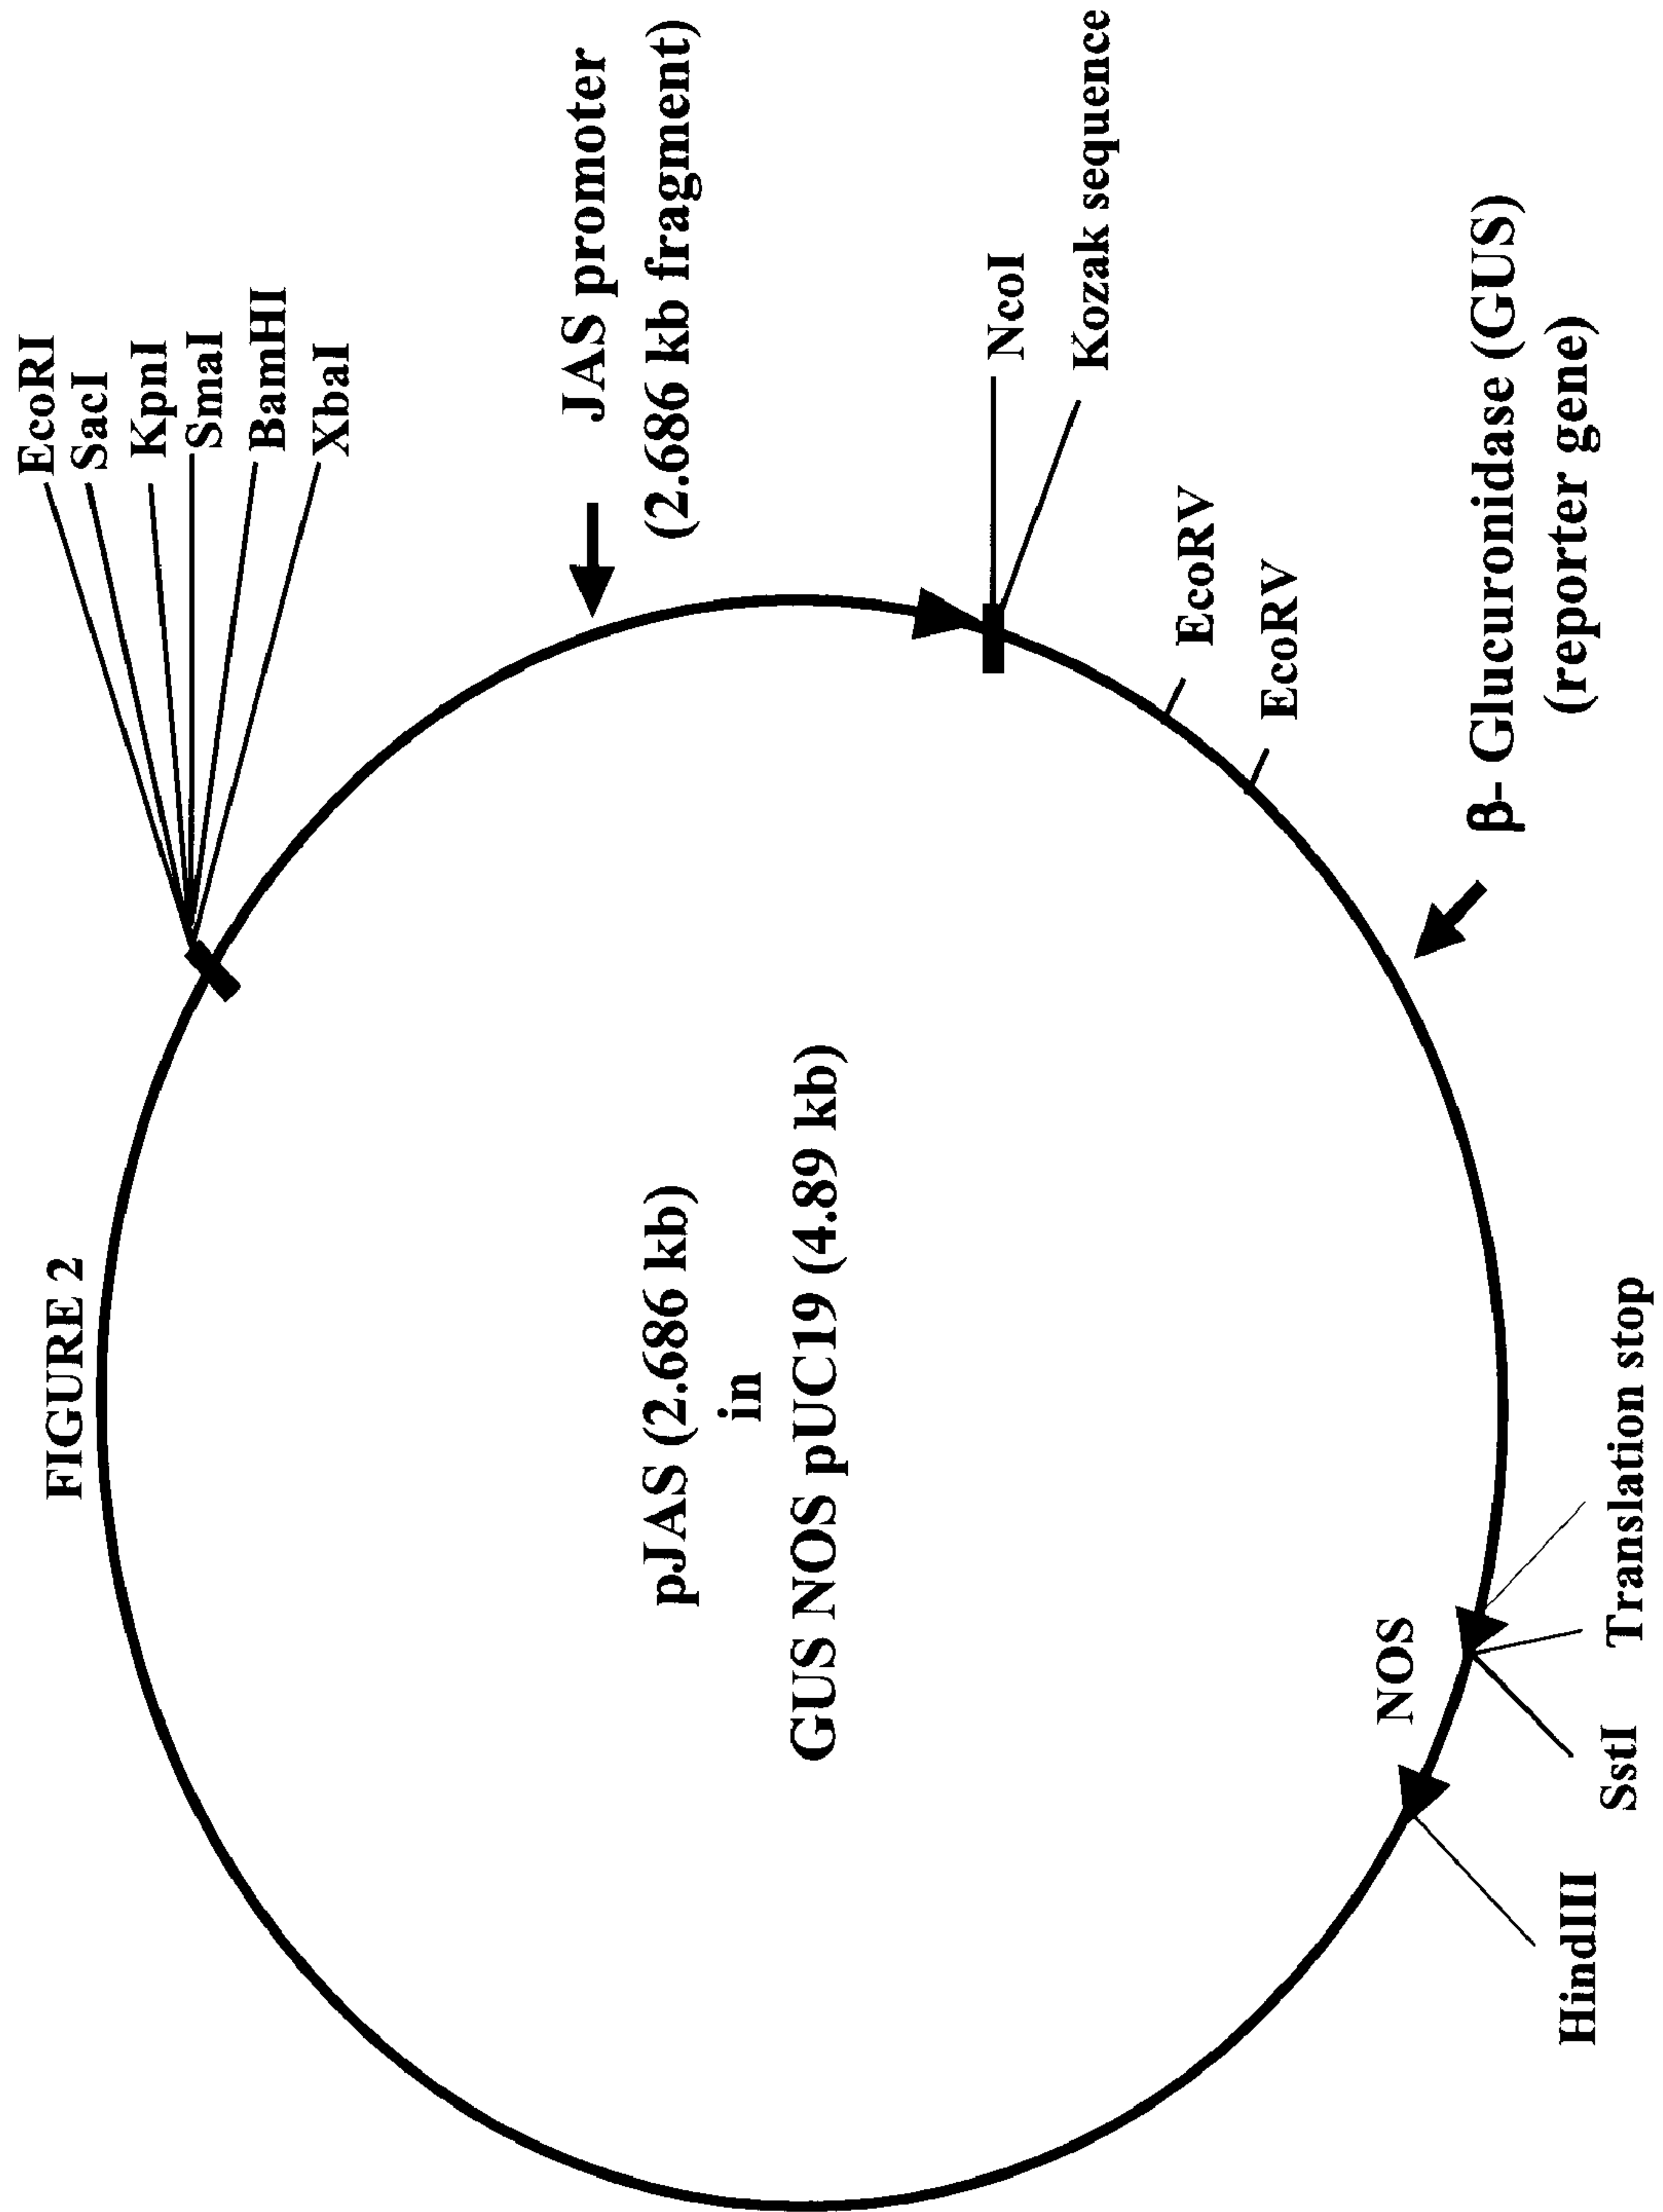 FIGURE 2
EcoRI
SacI
KpnI
SmaI
BamHI
XbaI
JAS promoter
(2.686 kb fragment)
NcoI
Kozak sequence
EcoRV
EcoRV
β- Glucuronidase (GUS)
(reporter gene)
pJAS (2.686 kb)
in
GUS NOS pUC19 (4.89 kb)
NOS
Translation stop
SstI
HindIII